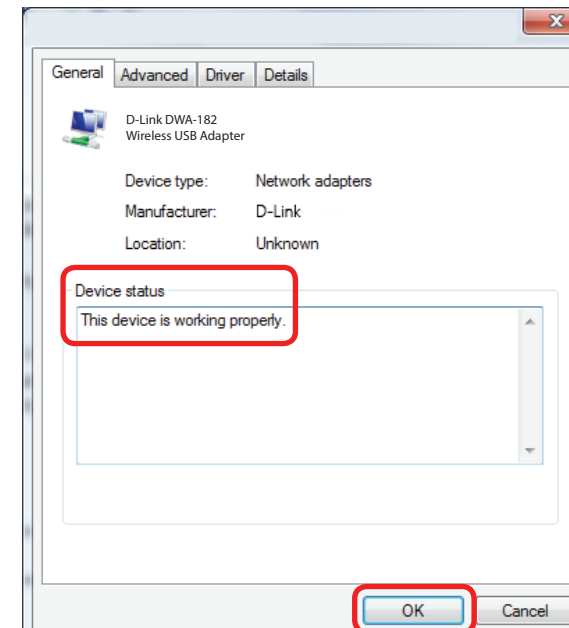 General Advanced Driver Details
D-Link DWA-182
Wireless USB Adapter
Device type: Network adapters
Manufacturer: D-Link
Location: Unknown
Device status
This device is working properly.
OK Cancel